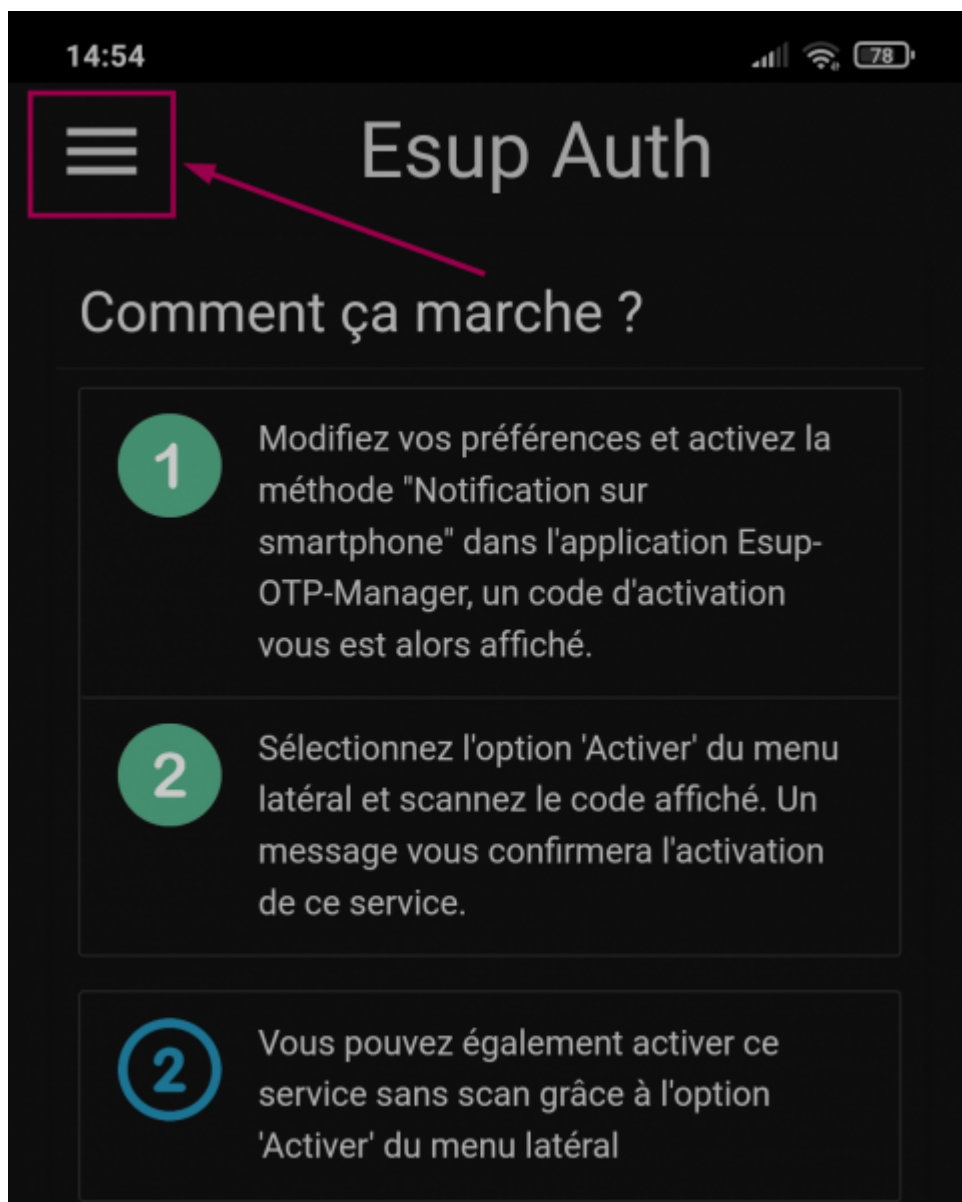 14:54
78
Esup Auth
Comment ça marche ?
1
Modifiez vos préférences et activez la
méthode "Notification sur
smartphone" dans l'application Esup-
OTP-Manager, un code d'activation
vous est alors affiché.
2
Sélectionnez l'option 'Activer' du menu
latéral et scannez le code affiché. Un
message vous confirmera l'activation
de ce service.
2
Vous pouvez également activer ce
service sans scan grâce à l'option
'Activer' du menu latéral